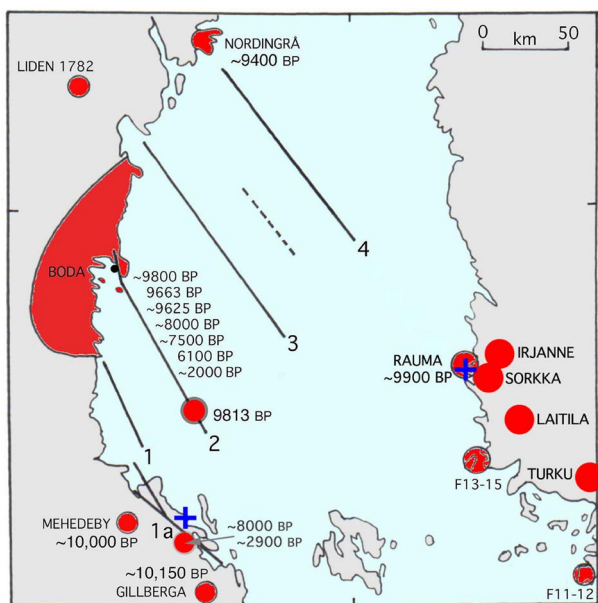 NORDINGRÅ
~9400 BP
0 50
km
LIDEN 1782
4
BODA
~9800 BP
9663 BP
~9625 BP
~8000 BP
~7500 BP
6100 BP
~2000 BP
3
RAUMA
~9900 BP
IRJANNE
SORKKA
9813 BP
LAITILA
2
1
TURKU
F13-15
MEHEDEBY
~10,000 BP
1a
~8000 BP
~2900 BP
~10,150 BP
GILLBERGA
F11-12